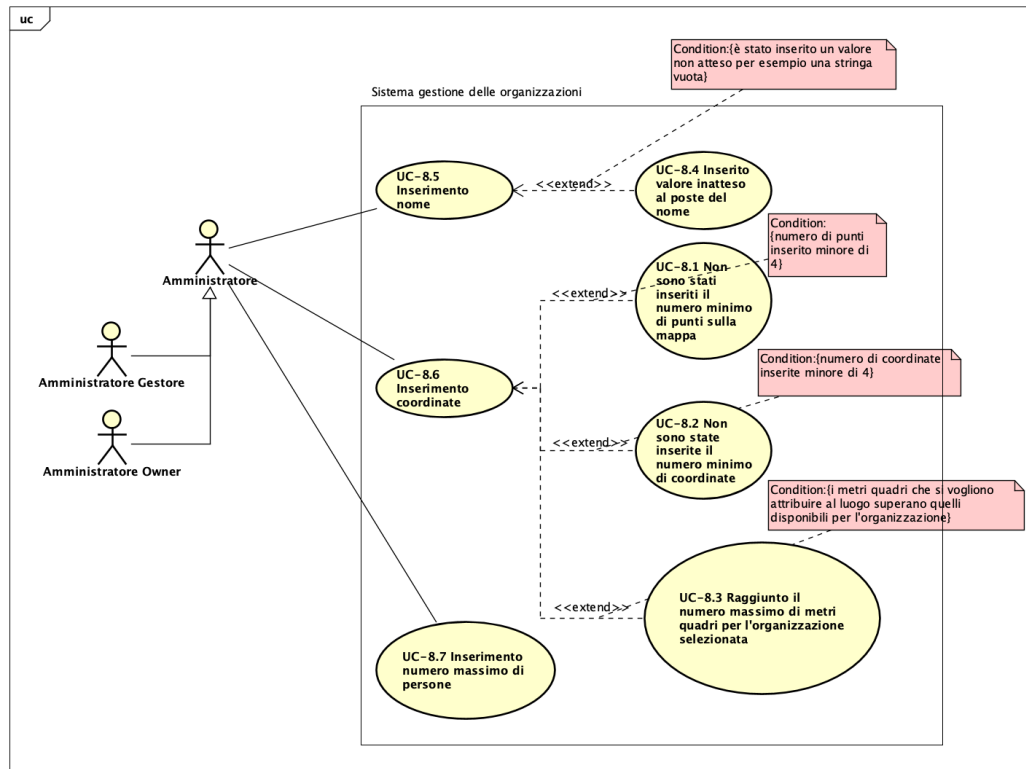 uc
Condition:{è stato inserito un valore
non atteso per esempio una stringa
vuota}
Sistema gestione delle organizzazioni
UC-8.5
Inserimento
nome
<<extend>>
UC-8.4 Inserito
valore inatteso
al poste del
nome
Condition:
{numero di punti
inserito minore di
4}
Amministratore
<<extend>>
UC-8.1 Non
sono stati
inseriti il
numero minimo
di punti sulla
mappa
Amministratore Gestore
Condition:{numero di coordinate
inserite minore di 4}
UC-8.6
Inserimento
coordinate
Amministratore Owner
<<extend>>
UC-8.2 Non
sono state
inserite il
numero minimo
di coordinate
Condition:{i metri quadri che si vogliono
attribuire al luogo superano quelli
disponibili per l'organizzazione}
<<extend>>
UC-8.3 Raggiunto il
numero massimo di metri
quadri per l'organizzazione
selezionata
UC-8.7 Inserimento
numero massimo di
persone